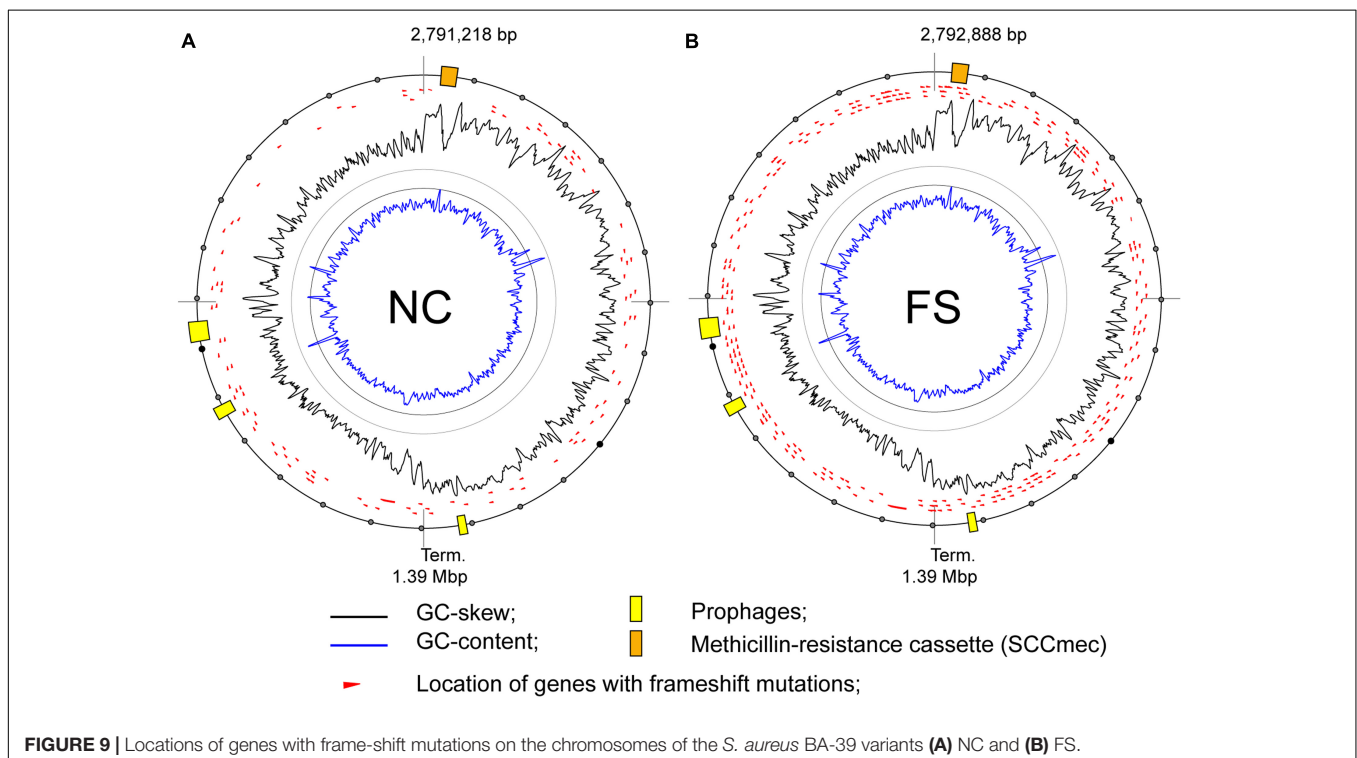 A
2,791,218 bp
B
2,792,888 bp
NC
FS
Term.
1.39 Mbp
Term.
1.39 Mbp
GC-skew;
Prophages;
GC-content;
Methicillin-resistance cassette (SCCmec)
Location of genes with frameshift mutations;
FIGURE 9 | Locations of genes with frame-shift mutations on the chromosomes of the S. aureus BA-39 variants (A) NC and (B) FS.